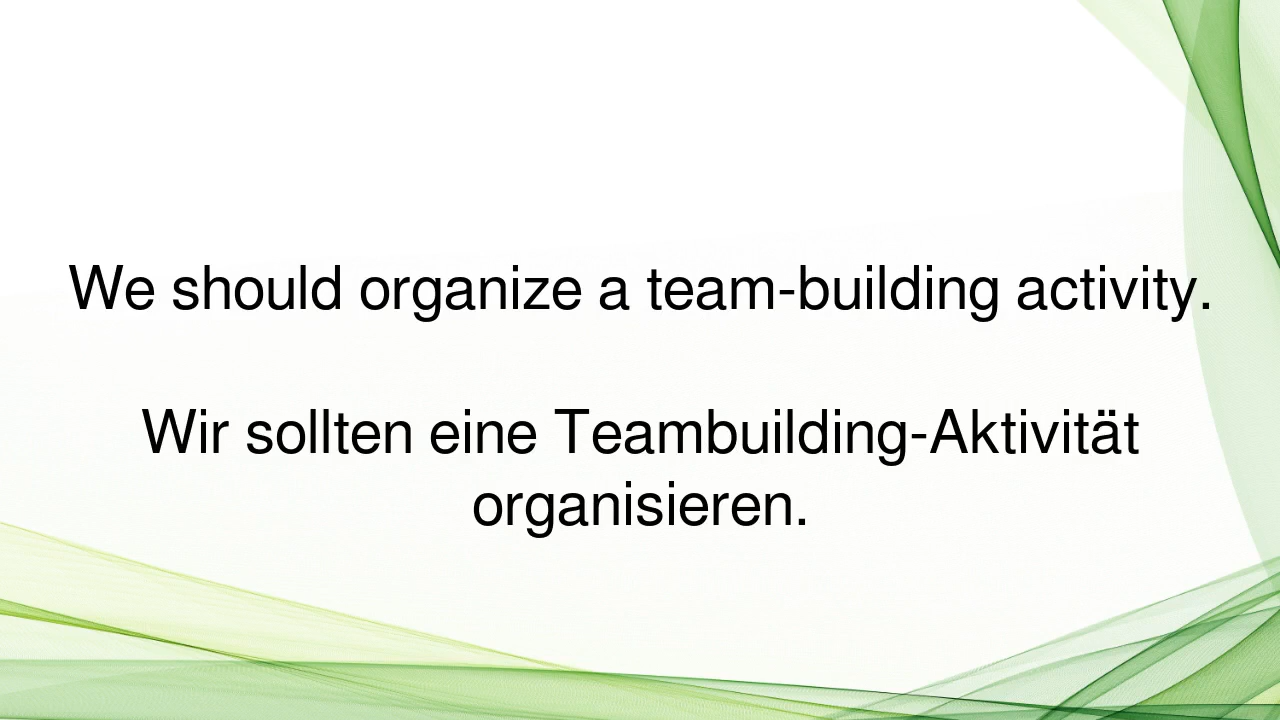 We should organize a team-building activity.
Wir sollten eine Teambuilding-Aktivität
organisieren.